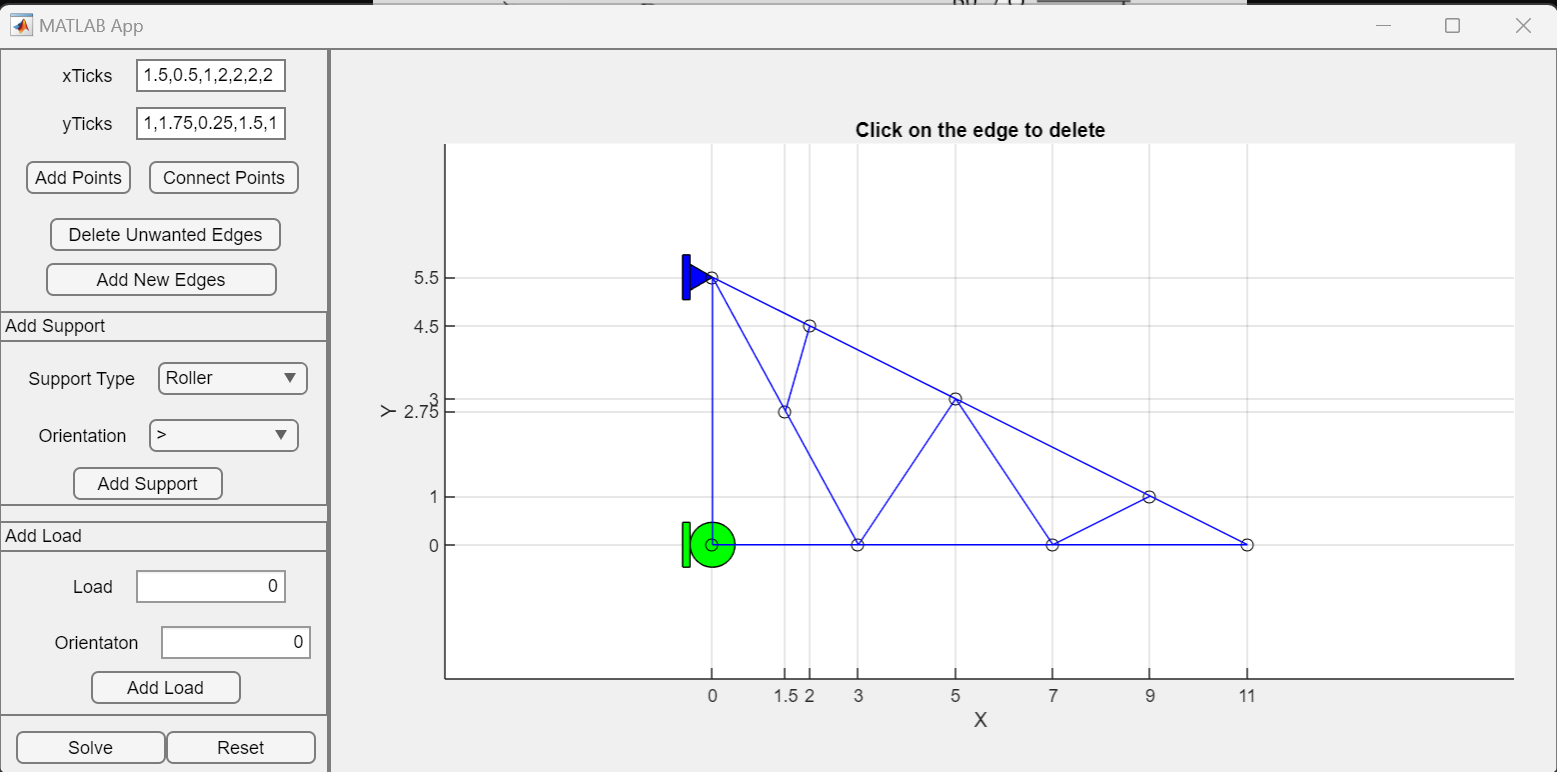 MATLAB App
xTicks 1.5,0.5,1,2,2,2,2
yTicks 1,1.75,0.25,1.5,1
Add Points Connect Points
Delete Unwanted Edges
Add New Edges
Add Support
Support Type Roller
Orientation >
Add Support
Add Load
Load 0
Orientaton 0
Add Load
Solve Reset
Click on the edge to delete
5.5
4.5
3
Y 2.75
1
0
0 1.5 2 3 5 7 9 11
X